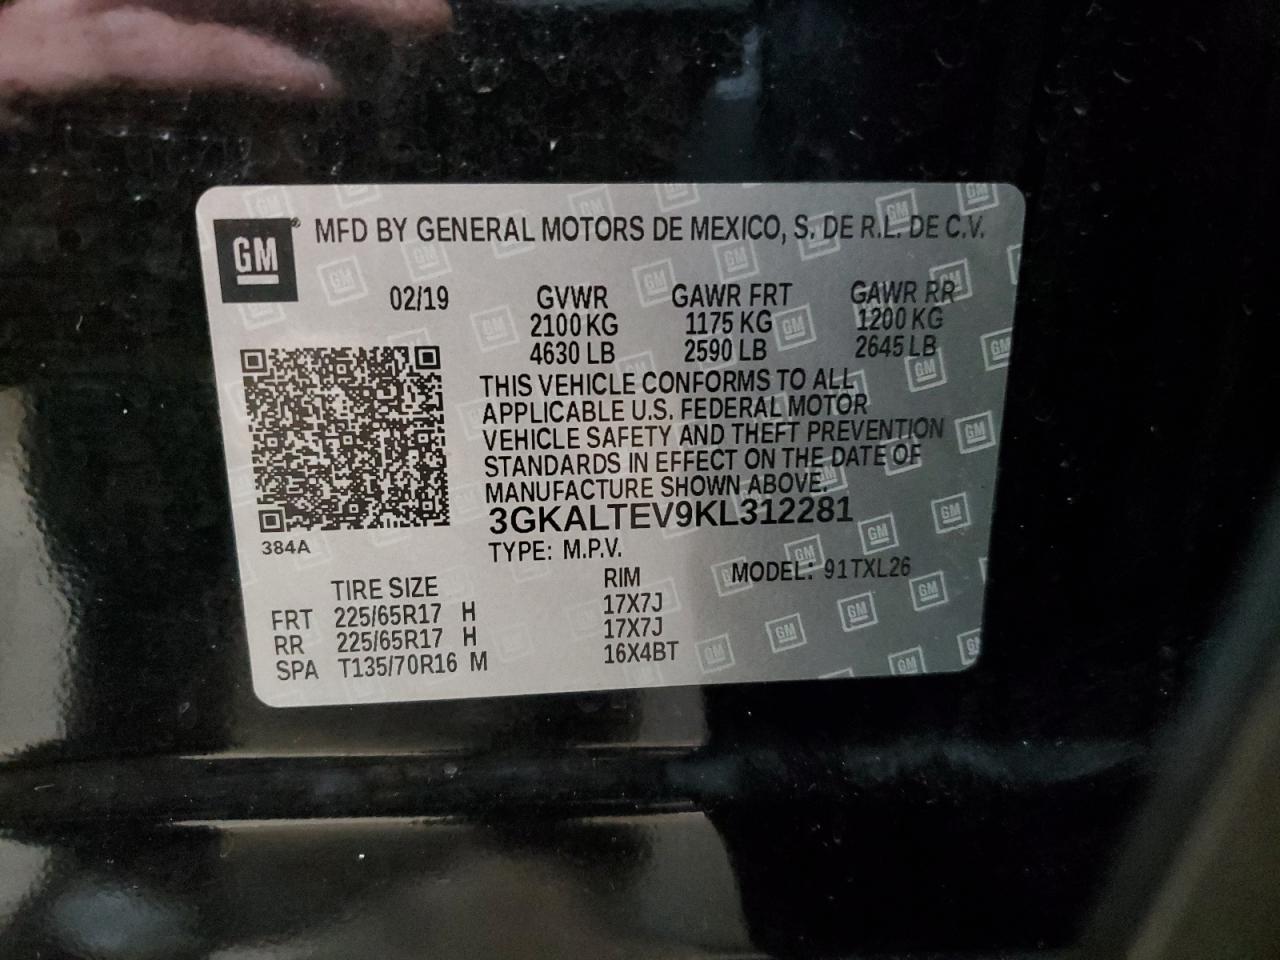 GM ® MFD BY GENERAL MOTORS DE MEXICO, S. DE R.L. DE C.V.
02/19 GVWR GAWR FRT GAWR RR
2100 KG 1175 KG 1200 KG
4630 LB 2590 LB 2645 LB
THIS VEHICLE CONFORMS TO ALL
APPLICABLE U.S. FEDERAL MOTOR
VEHICLE SAFETY AND THEFT PREVENTION
STANDARDS IN EFFECT ON THE DATE OF
MANUFACTURE SHOWN ABOVE.
3GKALTEV9KL312281
384A
TYPE: M.P.V.
MODEL: 91TXL26
TIRE SIZE RIM
FRT 225/65R17 H 17X7J
RR 225/65R17 H 17X7J
SPA T135/70R16 M 16X4BT